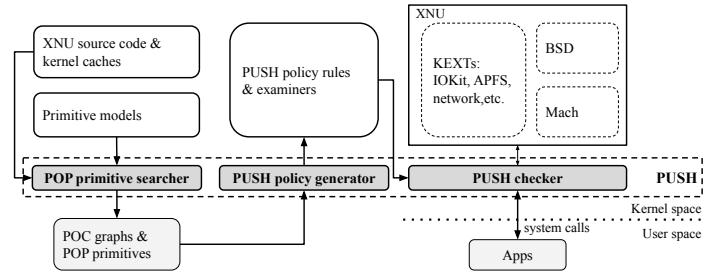 XNU source code &
kernel caches
Primitive models
PUSH policy rules
& examiners
XNU
KEXTs:
IOKit, APFS,
network,etc.
BSD
Mach
POP primitive searcher
PUSH policy generator
PUSH checker
PUSH
POC graphs &
POP primitives
Kernel space
system calls
User space
Apps